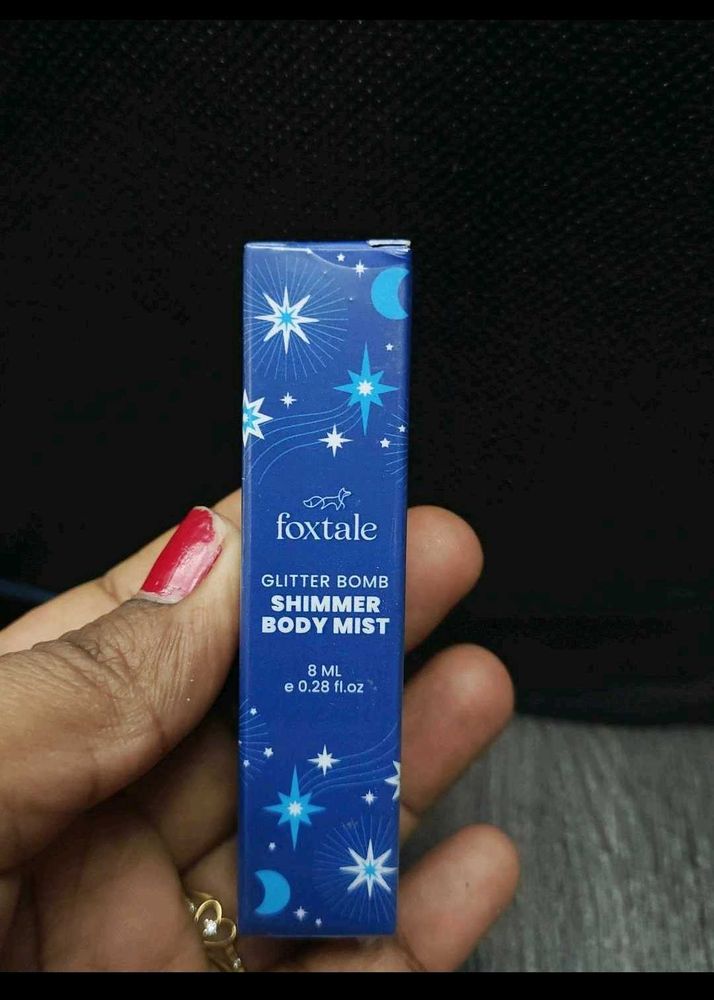 foxtale
GLITTER BOMB
SHIMMER
BODY MIST
8 ML
e 0.28 fl.oz